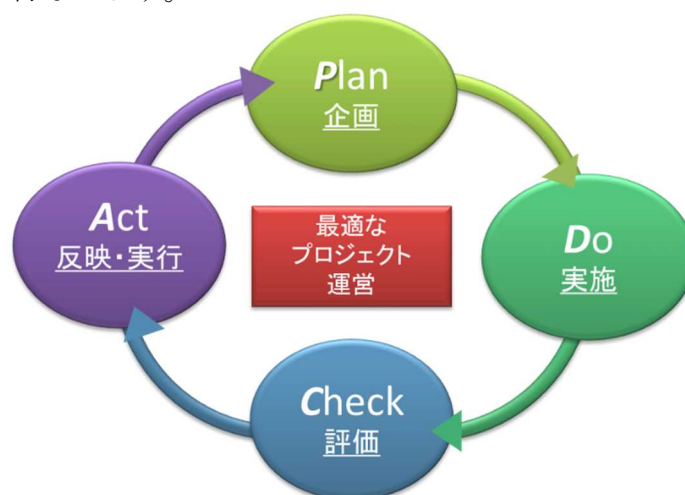 Plan
企画
Do
実施
Check
評価
Act
反映・実行
最適な
プロジェクト
運営